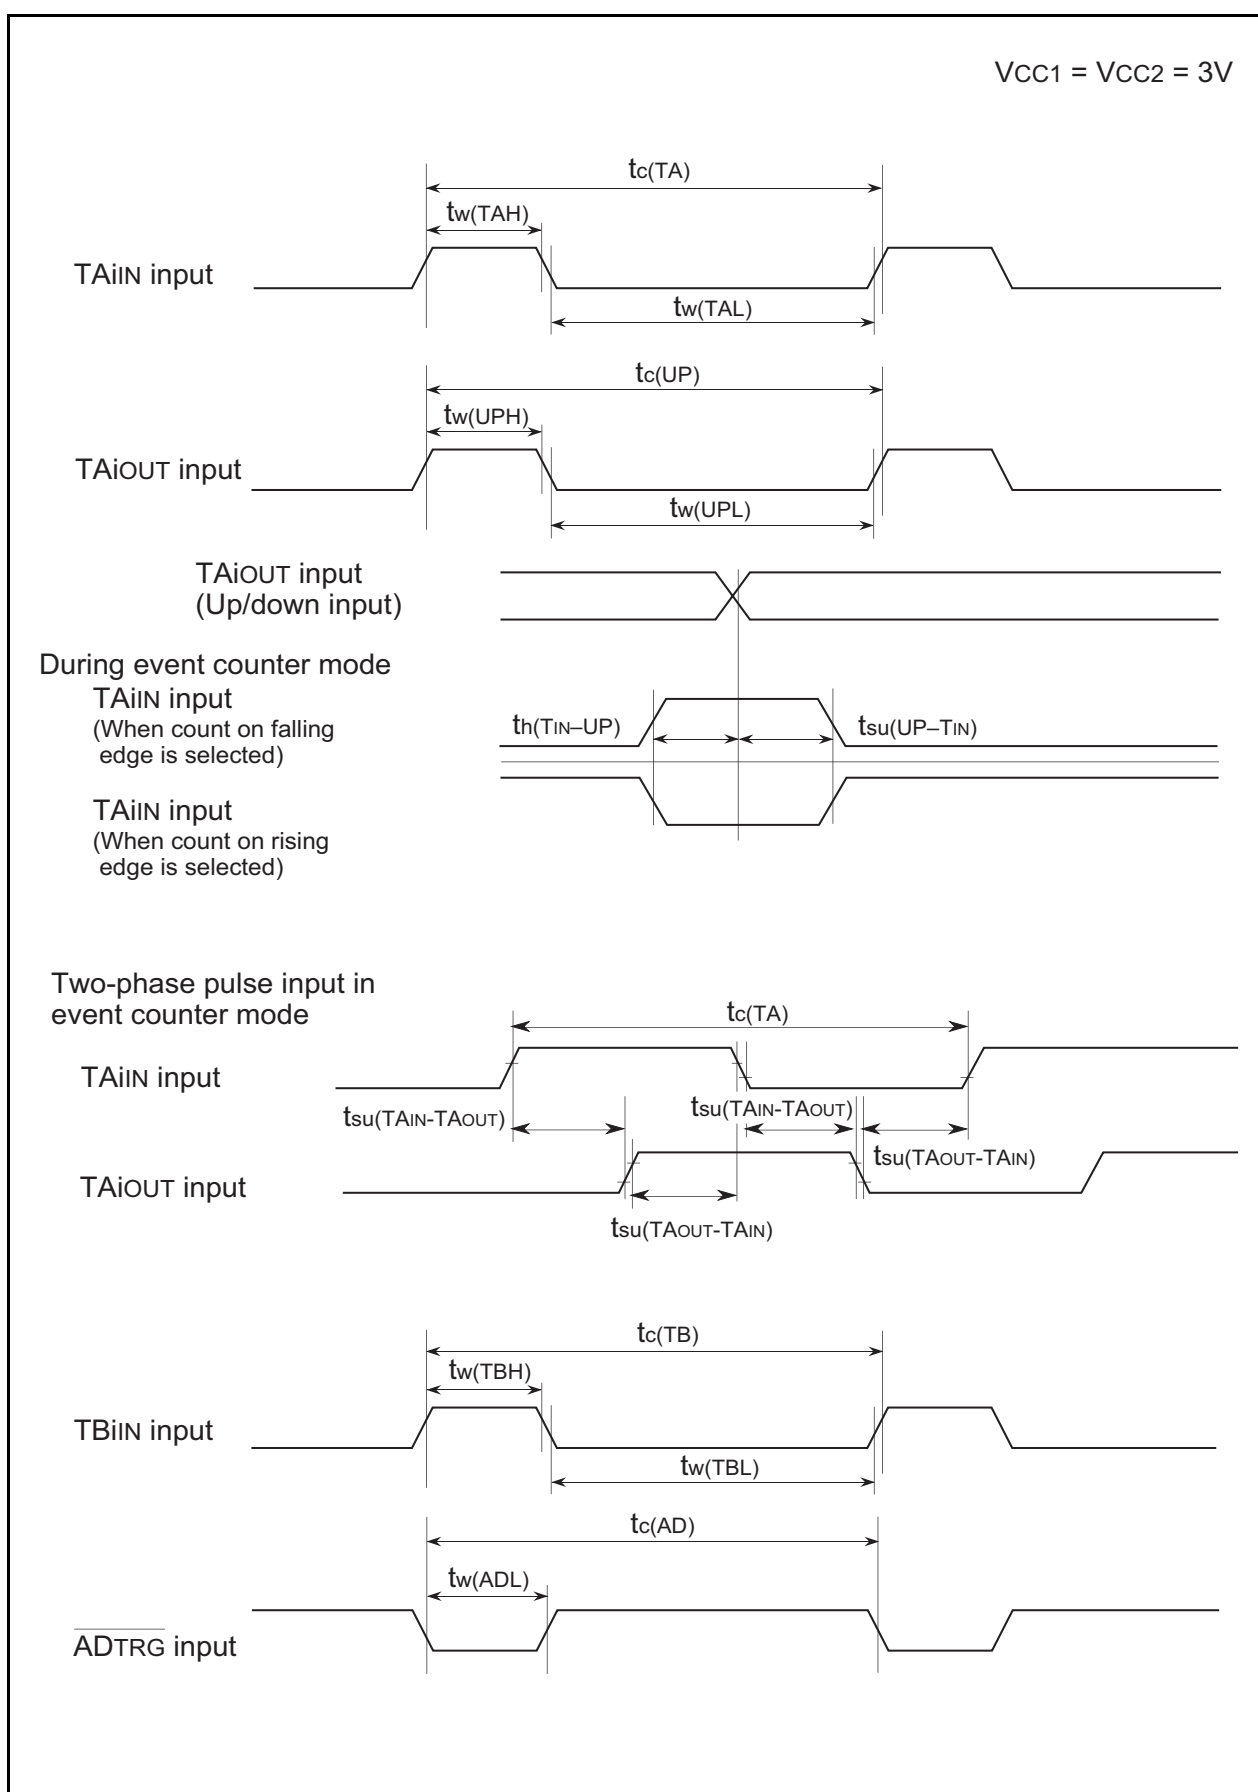 VCC1 = VCC2 = 3V
tc(TA)
tw(TAH)
TAiIN input
tw(TAL)
tc(UP)
tw(UPH)
TAiOUT input
tw(UPL)
TAiOUT input
(Up/down input)
During event counter mode
TAiIN input
(When count on falling
edge is selected)
th(TIN–UP)
tsu(UP–TIN)
TAiIN input
(When count on rising
edge is selected)
Two-phase pulse input in
event counter mode
tc(TA)
TAiIN input
tsu(TAIN-TAOUT)
tsu(TAIN-TAOUT)
tsu(TAOUT-TAIN)
TAiOUT input
tsu(TAOUT-TAIN)
tc(TB)
tw(TBH)
TBiIN input
tw(TBL)
tc(AD)
tw(ADL)
ADTRG input